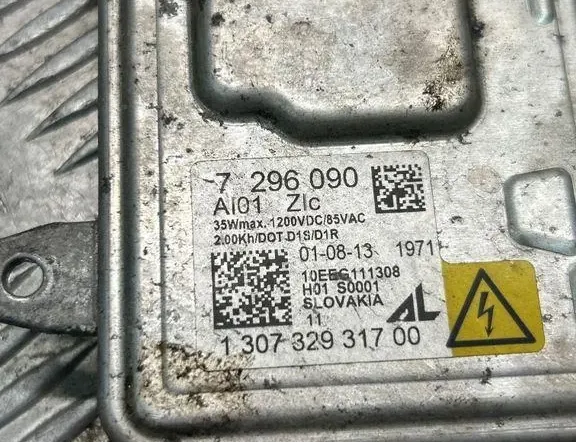 7 296 090
AI01 ZIc
35Wmax. 1200VDC/85VAC
2.00Kh/DOT D1S/D1R
01-08-13 1971
10EEG111308
H01 S0001
SLOVAKIA
11 AL
1 307 329 317 00